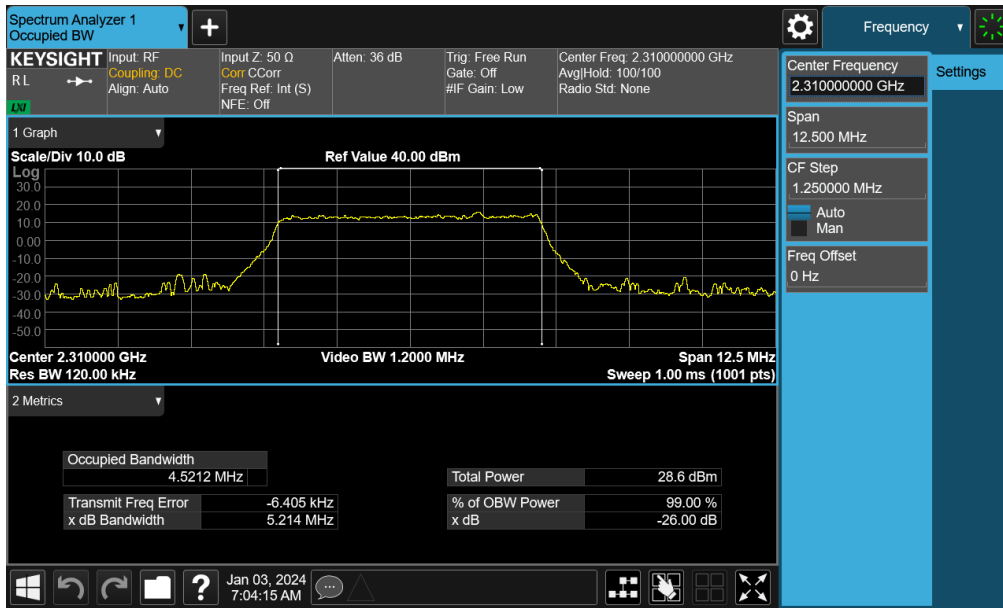 Spectrum Analyzer 1
Occupied BW
+
Frequency
KEYSIGHT
R L
LXI
Input: RF
Coupling: DC
Align: Auto
Input Z: 50 Ω
Corr CCorr
Freq Ref: Int (S)
NFE: Off
Atten: 36 dB
Trig: Free Run
Gate: Off
#IF Gain: Low
Center Freq: 2.310000000 GHz
Avg|Hold: 100/100
Radio Std: None
Center Frequency
2.310000000 GHz
Settings
Span
12.500 MHz
CF Step
1.250000 MHz
Auto
Man
Freq Offset
0 Hz
1 Graph
Scale/Div 10.0 dB
Ref Value 40.00 dBm
Log
30.0
20.0
10.0
0.00
-10.0
-20.0
-30.0
-40.0
-50.0
Center 2.310000 GHz
Video BW 1.2000 MHz
Span 12.5 MHz
Res BW 120.00 kHz
Sweep 1.00 ms (1001 pts)
2 Metrics
Occupied Bandwidth
4.5212 MHz
Total Power 28.6 dBm
Transmit Freq Error -6.405 kHz
% of OBW Power 99.00 %
x dB Bandwidth 5.214 MHz
x dB -26.00 dB
?
Jan 03, 2024
7:04:15 AM